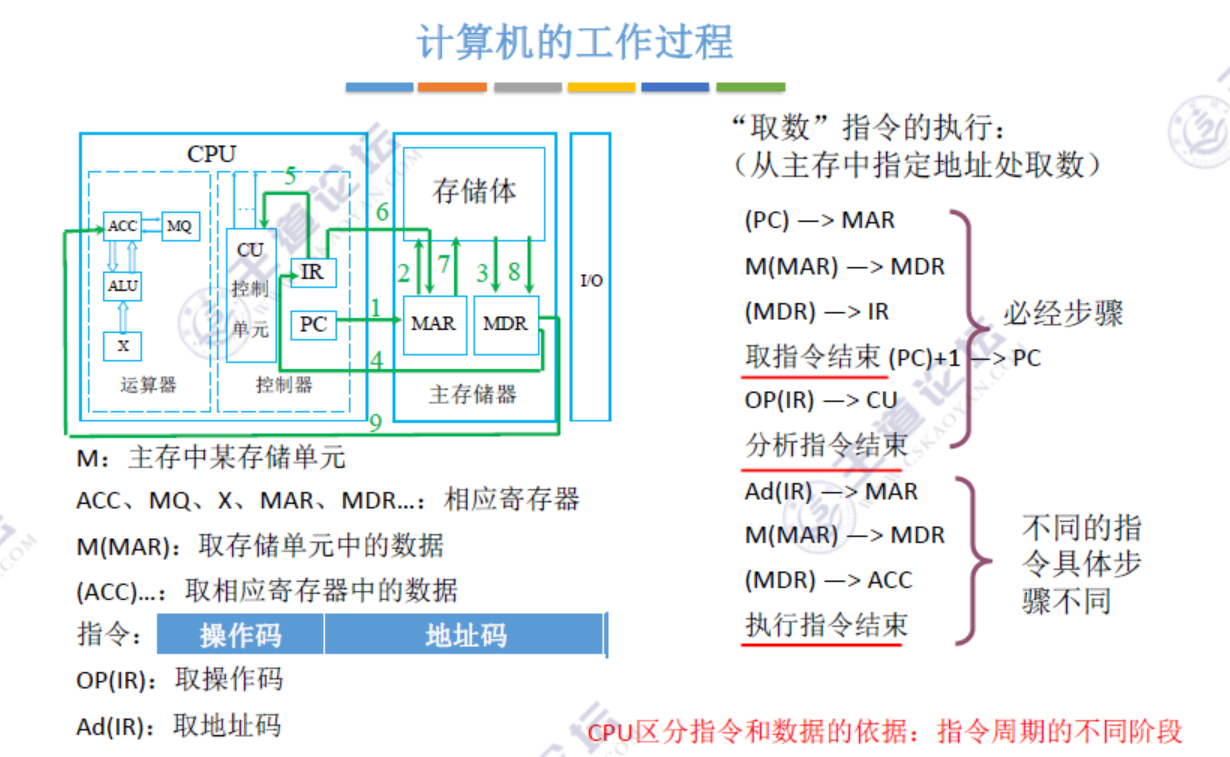 计算机的工作过程
CPU
ACC
MQ
ALU
X
运算器
CU
控制
单元
IR
PC
控制器
存储体
MAR
MDR
主存储器
I/O
1
2
3
4
5
6
7
8
9
M：主存中某存储单元
ACC、MQ、X、MAR、MDR...：相应寄存器
M(MAR)：取存储单元中的数据
(ACC)...：取相应寄存器中的数据
指令： 操作码 地址码
OP(IR)：取操作码
Ad(IR)：取地址码
“取数”指令的执行：
（从主存中指定地址处取数）
(PC) —> MAR
M(MAR) —> MDR
(MDR) —> IR
取指令结束 (PC)+1 —> PC
OP(IR) —> CU
分析指令结束
必经步骤
Ad(IR) —> MAR
M(MAR) —> MDR
(MDR) —> ACC
执行指令结束
不同的指
令具体步
骤不同
CPU区分指令和数据的依据：指令周期的不同阶段
王道论坛
WWW.CSKAOYAN.COM